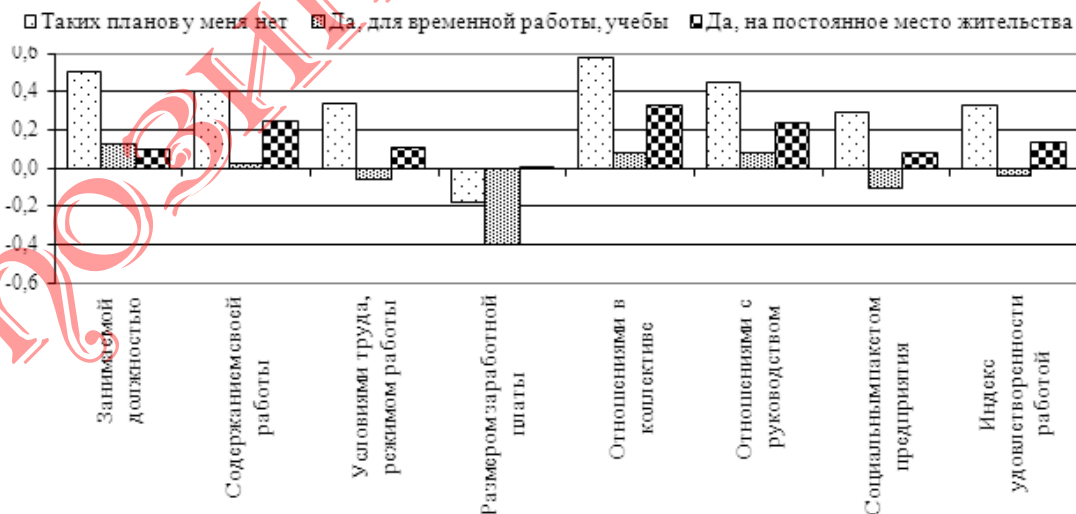 Таких планов у меня нет Да, для временной работы, учебы Да, на постоянное место жительства
0,6
0,4
0,2
0,0
-0,2
-0,4
-0,6
Занимаемой
должностью
Содержанием своей
работы
Условиями труда,
режимом работы
Размером заработной
платы
Отношениями в
коллективе
Отношениями с
руководством
Социальным пакетом
предприятия
Индекс
удовлетворенности
работой